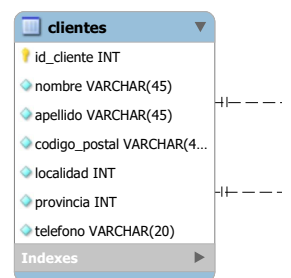 clientes
id_cliente INT
nombre VARCHAR(45)
apellido VARCHAR(45)
codigo_postal VARCHAR(4...
localidad INT
provincia INT
telefono VARCHAR(20)
Indexes